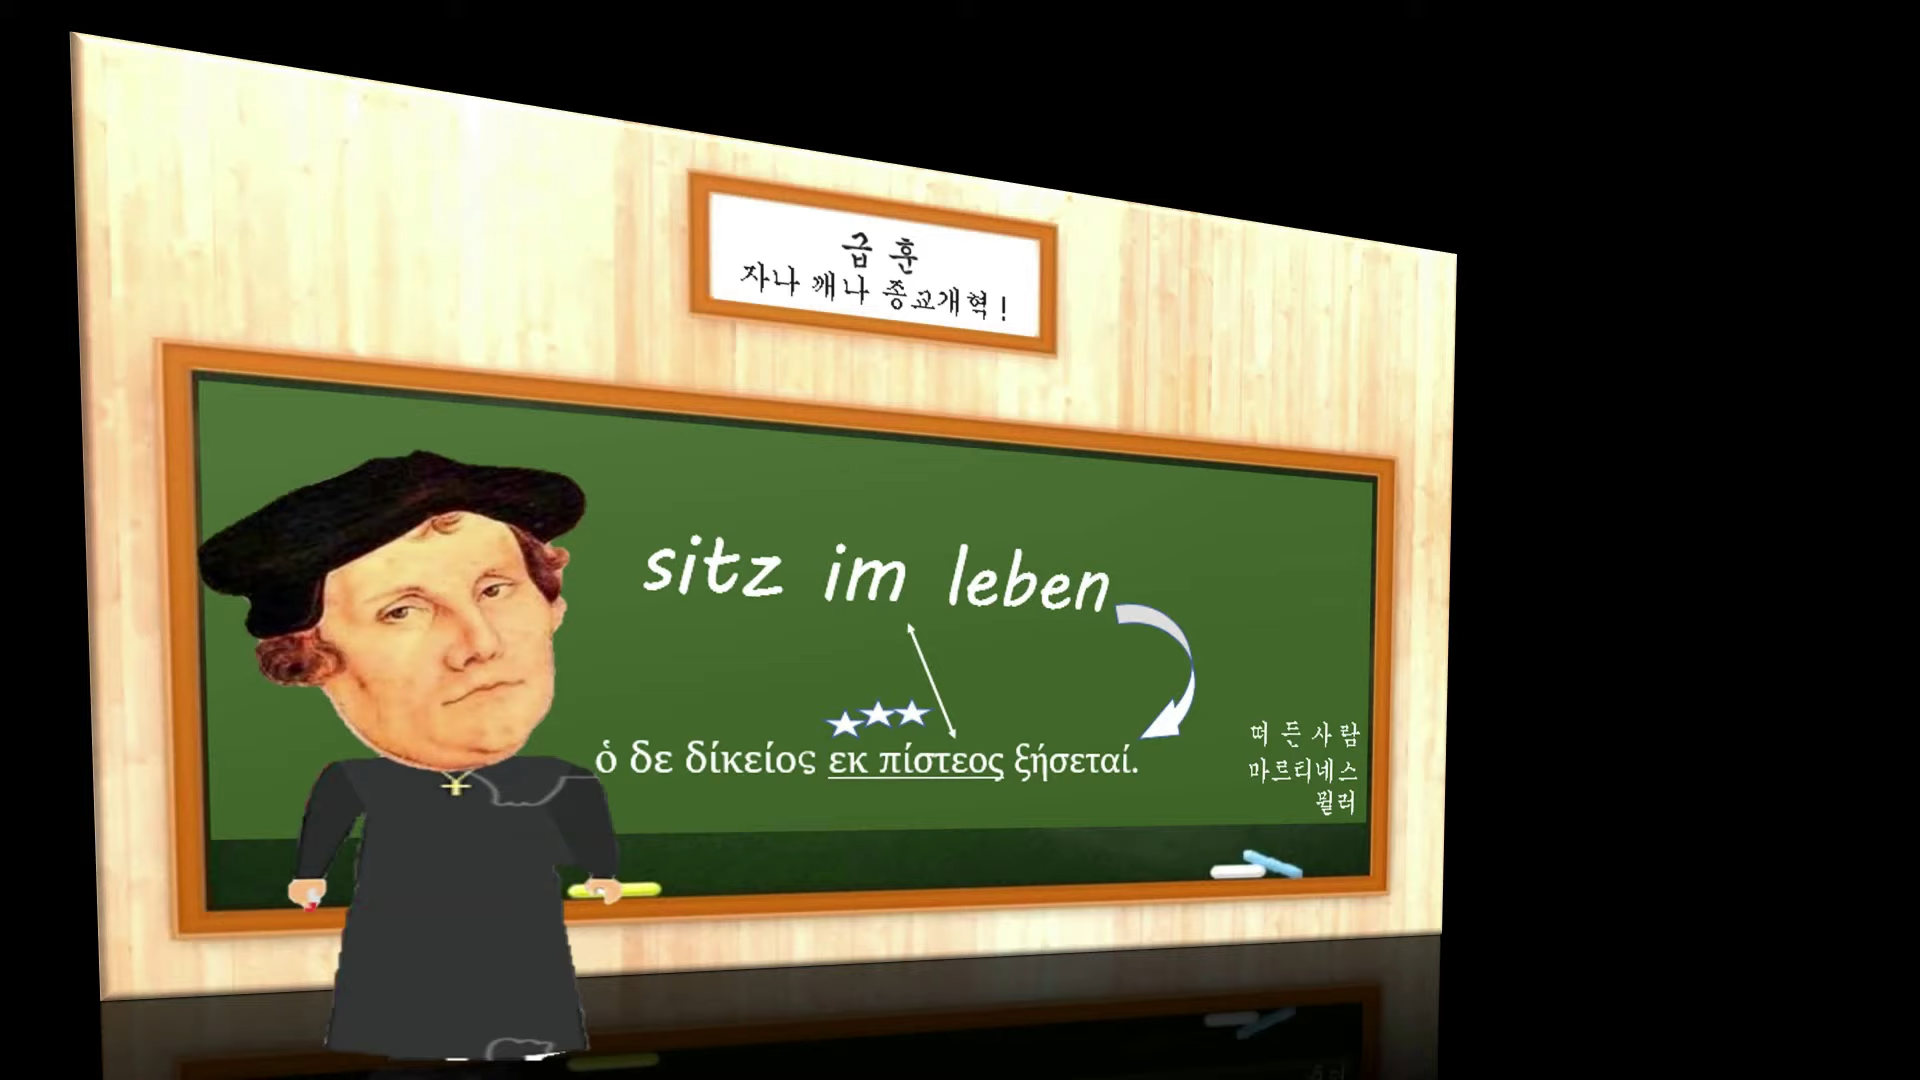 급 훈
자나 깨나 종교개혁 !
sitz im leben
ὁ δε δίκείος εκ πίστεος ξήσεταί.
떠 든 사 람
마르티네스
뮐러